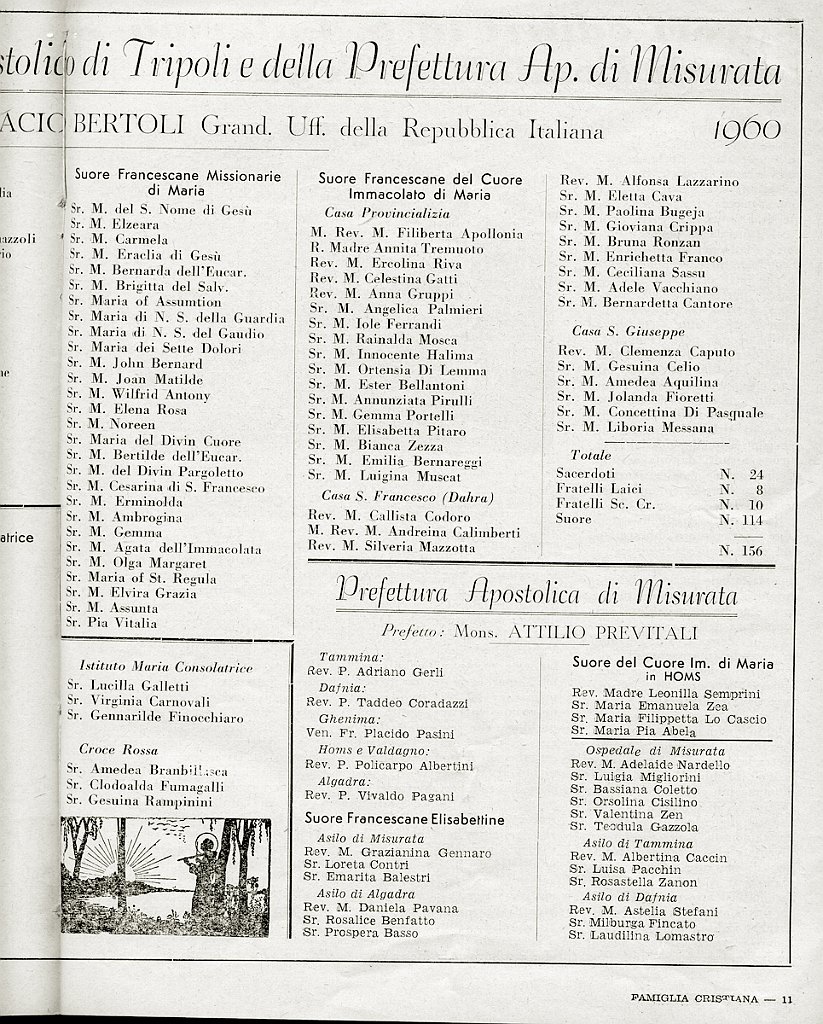 stolico di Tripoli e della Prefettura Ap. di Misurata
ACIO BERTOLI Grand. Uff. della Repubblica Italiana 1960
lia
azzoli
io
ne
atrice
Suore Francescane Missionarie
di Maria
Sr. M. del S. Nome di Gesù
Sr. M. Elzeara
Sr. M. Carmela
Sr. M. Eraclia di Gesù
Sr. M. Bernarda dell'Eucar.
Sr. M. Brigitta del Salv.
Sr. Maria of Assumtion
Sr. Maria di N. S. della Guardia
Sr. Maria di N. S. del Gaudio
Sr. Maria dei Sette Dolori
Sr. M. John Bernard
Sr. M. Joan Matilde
Sr. M. Wilfrid Antony
Sr. M. Elena Rosa
Sr. M. Noreen
Sr. Maria del Divin Cuore
Sr. M. Bertilde dell'Eucar.
Sr. M. del Divin Pargoletto
Sr. M. Cesarina di S. Francesco
Sr. M. Erminolda
Sr. M. Ambrogina
Sr. M. Gemma
Sr. M. Agata dell'Immacolata
Sr. M. Olga Margaret
Sr. Maria of St. Regula
Sr. M. Elvira Grazia
Sr. M. Assunta
Sr. Pia Vitalia
Istituto Maria Consolatrice
Sr. Lucilla Galletti
Sr. Virginia Carnovali
Sr. Gennarilde Finocchiaro
Croce Rossa
Sr. Amedea
Sr. Clodoalda Fumagalli
Sr. Gesuina Rampinini
Suore Francescane del Cuore
Immacolato di Maria
Casa Provincializia
M. Rev. M. Filiberta Apollonia
R. Madre Annita Tremuoto
Rev. M. Ercolina Riva
Rev. M. Celestina Gatti
Rev. M. Anna Gruppi
Sr. M. Angelica Palmieri
Sr. M. Iole Ferrandi
Sr. M. Rainalda Mosca
Sr. M. Innocente Halima
Sr. M. Ortensia Di Lemma
Sr. M. Ester Bellantoni
Sr. M. Annunziata Pirulli
Sr. M. Gemma Portelli
Sr. M. Elisabetta Pitaro
Sr. M. Bianca Zezza
Sr. M. Emilia Bernareggi
Sr. M. Luigina Muscat
Casa S. Francesco (Dahra)
Rev. M. Callista Codoro
M. Rev. M. Andreina Calimberti
Rev. M. Silveria Mazzotta
Rev. M. Alfonsa Lazzarino
Sr. M. Eletta Cava
Sr. M. Paolina Bugeja
Sr. M. Gioviana Crippa
Sr. M. Bruna Ronzan
Sr. M. Enrichetta Franco
Sr. M. Ceciliana Sassu
Sr. M. Adele Vacchiano
Sr. M. Bernardetta Cantore
Casa S. Giuseppe
Rev. M. Clemenza Caputo
Sr. M. Gesuina Celio
Sr. M. Amedea Aquilina
Sr. M. Jolanda Fioretti
Sr. M. Concettina Di Pasquale
Sr. M. Liboria Messana
Totale
Sacerdoti N. 24
Fratelli Laici N. 8
Fratelli Sc. Cr. N. 10
Suore N. 114
N. 156
Prefettura Apostolica di Misurata
Prefetto: Mons. ATTILIO PREVITALI
Tammina:
Rev. P. Adriano Gerli
Dafnia:
Rev. P. Taddeo Coradazzi
Ghenima:
Ven. Fr. Placido Pasini
Homs e Valdagno:
Rev. P. Policarpo Albertini
Algadra:
Rev. P. Vivaldo Pagani
Suore Francescane Elisabettine
Asilo di Misurata
Rev. M. Grazianina Gennaro
Sr. Loreta Contri
Sr. Emarita Balestri
Asilo di Algadra
Rev. M. Daniela Pavana
Sr. Rosalice Benfatto
Sr. Prospera Basso
Suore del Cuore Im. di Maria
in HOMS
Rev. Madre Leonilla Semprini
Sr. Maria Emanuela Zea
Sr. Maria Filippetta Lo Cascio
Sr. Maria Pia Abela
Ospedale di Misurata
Rev. M. Adelaide Nardello
Sr. Luigia Migliorini
Sr. Bassiana Coletto
Sr. Orsolina Cisilino
Sr. Valentina Zen
Sr. Teodula Gazzola
Asilo di Tammina
Rev. M. Albertina Caccin
Sr. Luisa Pacchin
Sr. Rosastella Zanon
Asilo di Dafnia
Rev. M. Astelia Stefani
Sr. Milburga Fincato
Sr. Laudilina Lomastro
FAMIGLIA CRISTIANA — 11